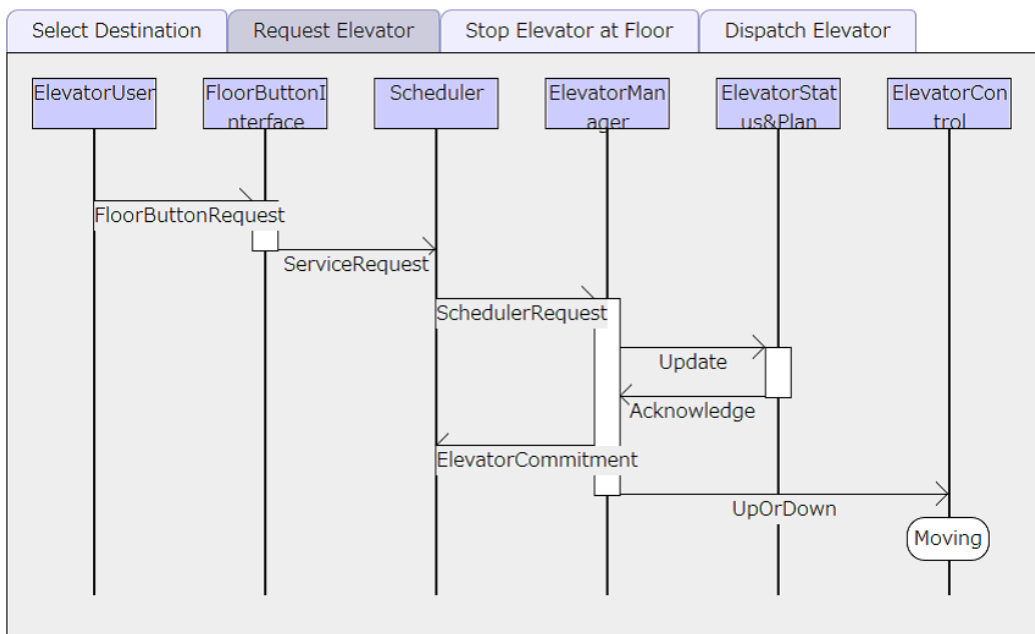 Select Destination
Request Elevator
Stop Elevator at Floor
Dispatch Elevator
ElevatorUser
FloorButtonI
nterface
Scheduler
ElevatorMan
ager
ElevatorStat
us&Plan
ElevatorCon
trol
FloorButtonRequest
ServiceRequest
SchedulerRequest
Update
Acknowledge
ElevatorCommitment
UpOrDown
Moving